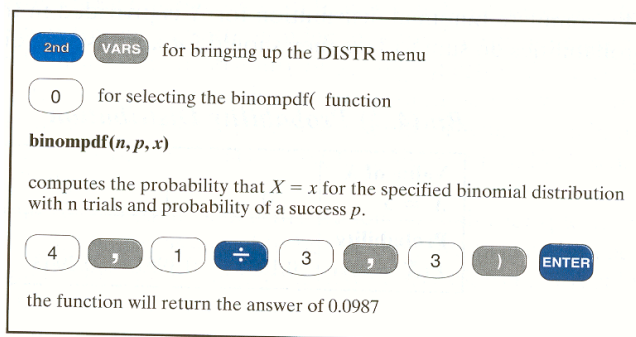 2nd VARS for bringing up the DISTR menu
0 for selecting the binompdf( function
binompdf(n, p, x)
computes the probability that X = x for the specified binomial distribution
with n trials and probability of a success p.
4 , 1 ÷ 3 , 3 ) ENTER
the function will return the answer of 0.0987